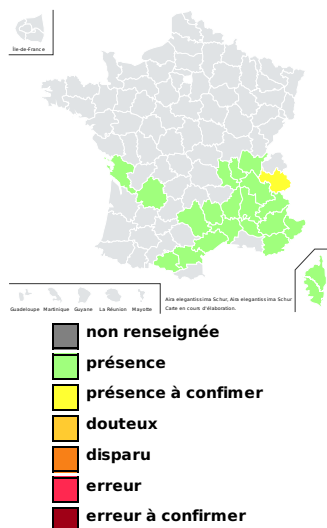 Île-de-France
Guadeloupe Martinique Guyane La Réunion Mayotte
Aira elegantissima Schur, Aira elegantissima Schur
Carte en cours d'élaboration.
non renseignée
présence
présence à confimer
douteux
disparu
erreur
erreur à confirmer